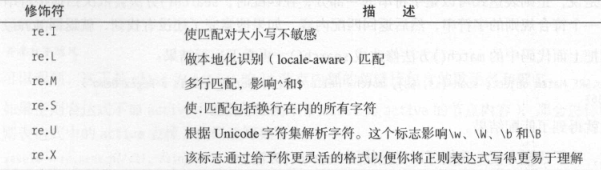 修饰符 描 述
re.I 使匹配对大小写不敏感
re.L 做本地化识别（locale-aware）匹配
re.M 多行匹配，影响^和$
re.S 使.匹配包括换行在内的所有字符
re.U 根据Unicode字符集解析字符。这个标志影响\w、\W、\b和\B
re.X 该标志通过给予你更灵活的格式以便你将正则表达式写得更易于理解